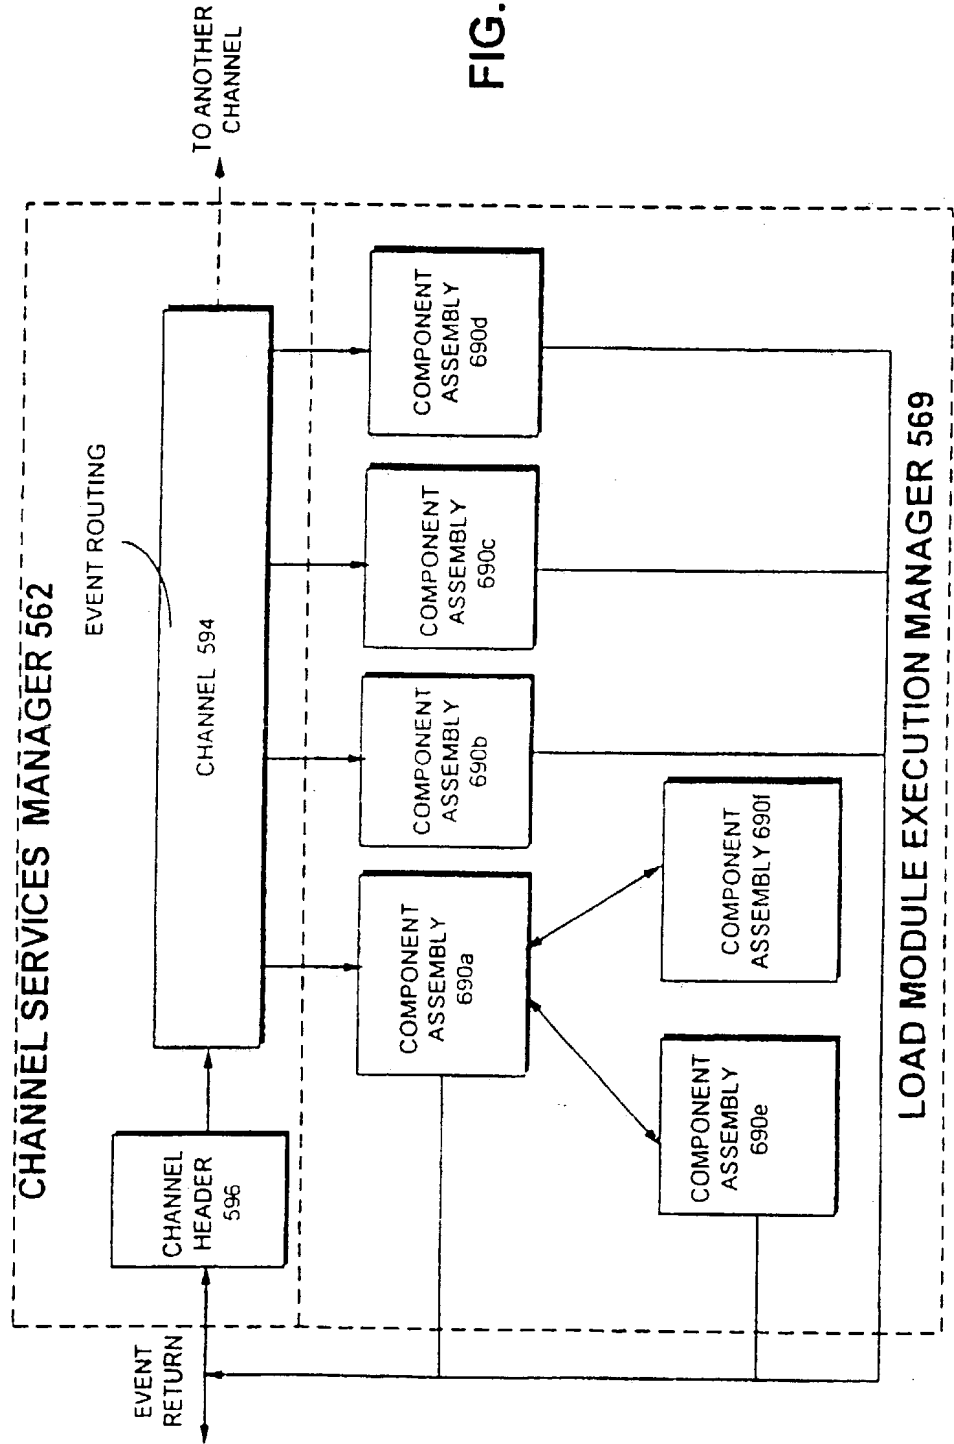 CHANNEL SERVICES MANAGER 562
EVENT ROUTING
TO ANOTHER
CHANNEL
CHANNEL
HEADER
596
CHANNEL 594
EVENT
RETURN
COMPONENT
ASSEMBLY
690a
COMPONENT
ASSEMBLY
690b
COMPONENT
ASSEMBLY
690c
COMPONENT
ASSEMBLY
690d
COMPONENT
ASSEMBLY
690e
COMPONENT
ASSEMBLY 690f
LOAD MODULE EXECUTION MANAGER 569
FIG.